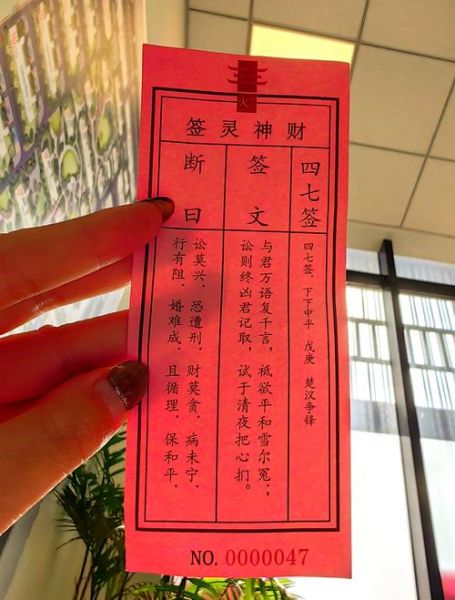 火
财神灵签
四七签
四七签．下下中平 戊庚 楚汉争锋
签文
与君万语复千言，祗欲平和雪尔冤；，
讼则终凶君记取，试于清夜把心扪。
断曰
讼莫兴．恐遭刑．财莫贪．病未宁．
行有阻．婚难成．且循理．保和平．
NO. 0000047